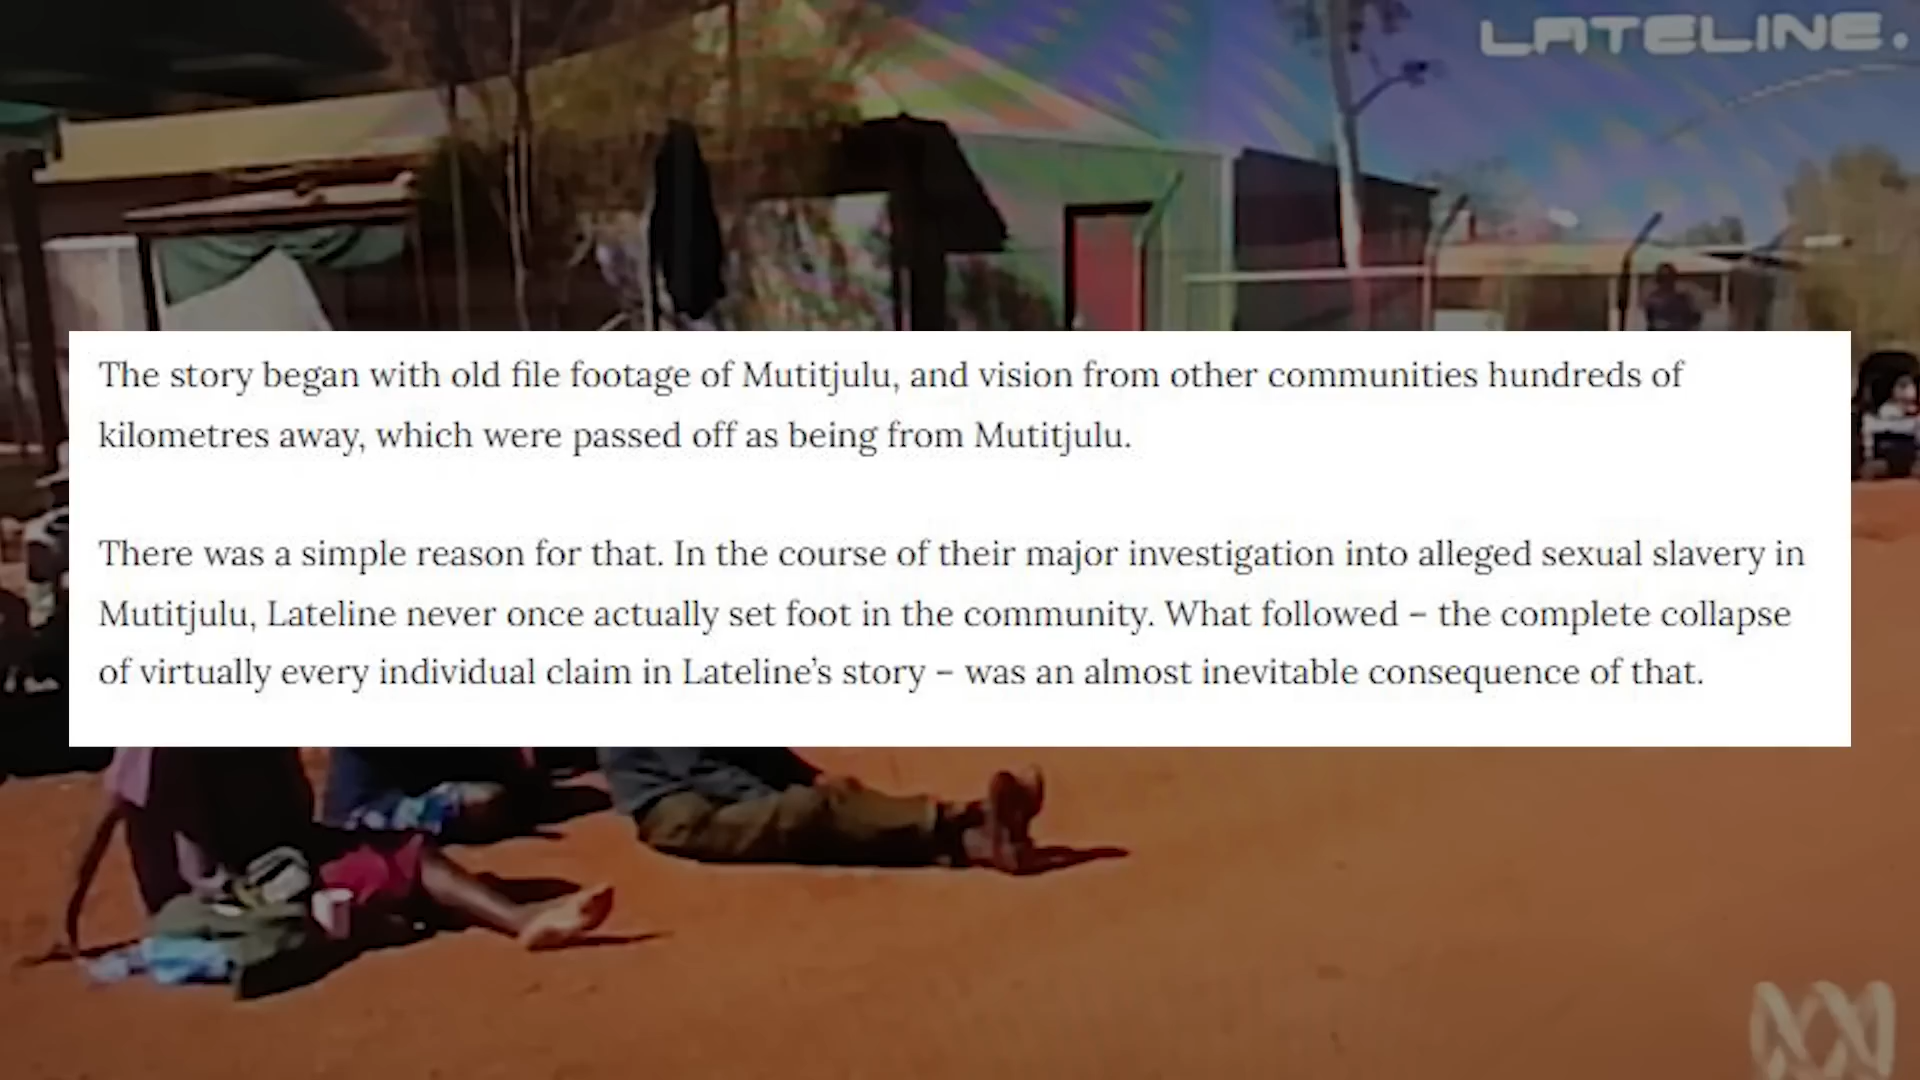 LATELINE.
The story began with old file footage of Mutitjulu, and vision from other communities hundreds of
kilometres away, which were passed off as being from Mutitjulu.
There was a simple reason for that. In the course of their major investigation into alleged sexual slavery in
Mutitjulu, Lateline never once actually set foot in the community. What followed – the complete collapse
of virtually every individual claim in Lateline’s story – was an almost inevitable consequence of that.